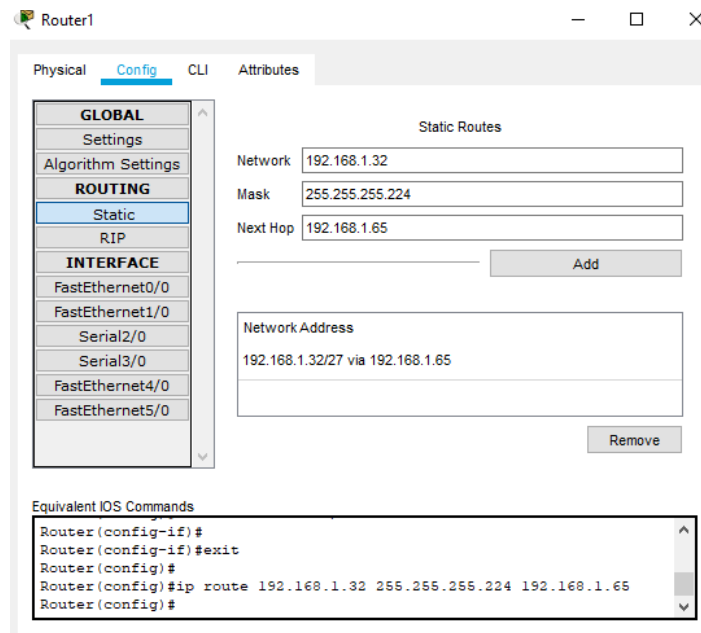 Router1
Physical Config CLI Attributes
GLOBAL
Settings
Algorithm Settings
ROUTING
Static
RIP
INTERFACE
FastEthernet0/0
FastEthernet1/0
Serial2/0
Serial3/0
FastEthernet4/0
FastEthernet5/0
Static Routes
Network 192.168.1.32
Mask 255.255.255.224
Next Hop 192.168.1.65
Add
Network Address
192.168.1.32/27 via 192.168.1.65
Remove
Equivalent IOS Commands
Router(config-if)#
Router(config-if)#exit
Router(config)#
Router(config)#ip route 192.168.1.32 255.255.255.224 192.168.1.65
Router(config)#